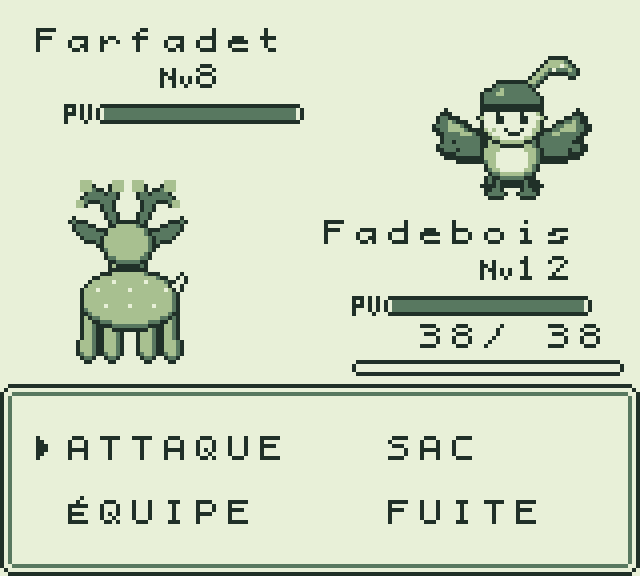 Farfadet
Nv8
PV
Fadebois
Nv12
PV
38/ 38
ATTAQUE SAC
ÉQUIPE FUITE